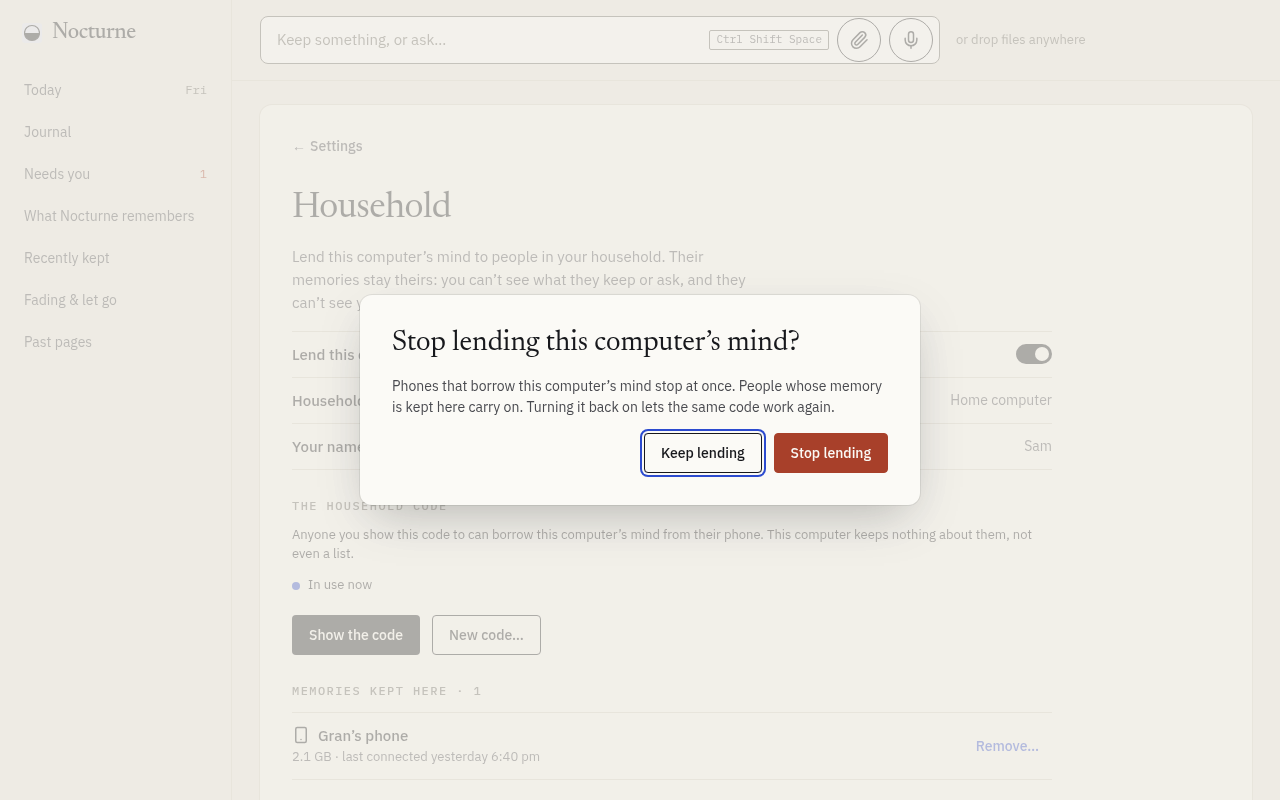 Nocturne
Keep something, or ask...
Ctrl Shift Space
or drop files anywhere
Today
Fri
Journal
Needs you
1
What Nocturne remembers
Recently kept
Fading & let go
Past pages
← Settings
Household
Lend this computer’s mind to people in your household. Their
memories stay theirs: you can’t see what they keep or ask, and they
can’t see
Stop lending this computer’s mind?
Phones that borrow this computer’s mind stop at once. People whose memory
is kept here carry on. Turning it back on lets the same code work again.
Keep lending
Stop lending
Lend this
Household
Home computer
Your name
Sam
THE HOUSEHOLD CODE
Anyone you show this code to can borrow this computer’s mind from their phone. This computer keeps nothing about them, not
even a list.
In use now
Show the code
New code...
MEMORIES KEPT HERE · 1
Gran’s phone
2.1 GB · last connected yesterday 6:40 pm
Remove...